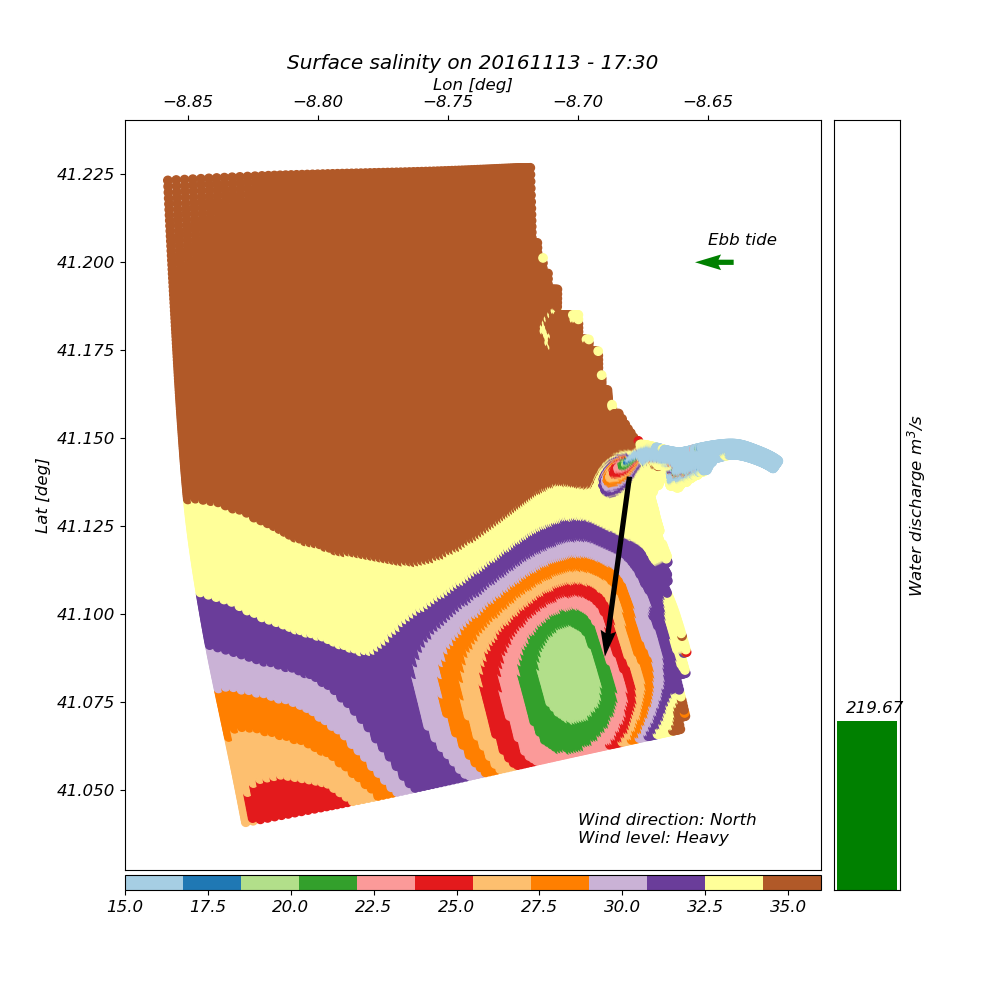 Surface salinity on 20161113 - 17:30
Lon [deg]
−8.85 −8.80 −8.75 −8.70 −8.65
41.225
Ebb tide
41.200
41.175
41.150
41.125
41.100
41.075
41.050
Lat [deg]
219.67
Water discharge m³/s
Wind direction: North
Wind level: Heavy
15.0 17.5 20.0 22.5 25.0 27.5 30.0 32.5 35.0